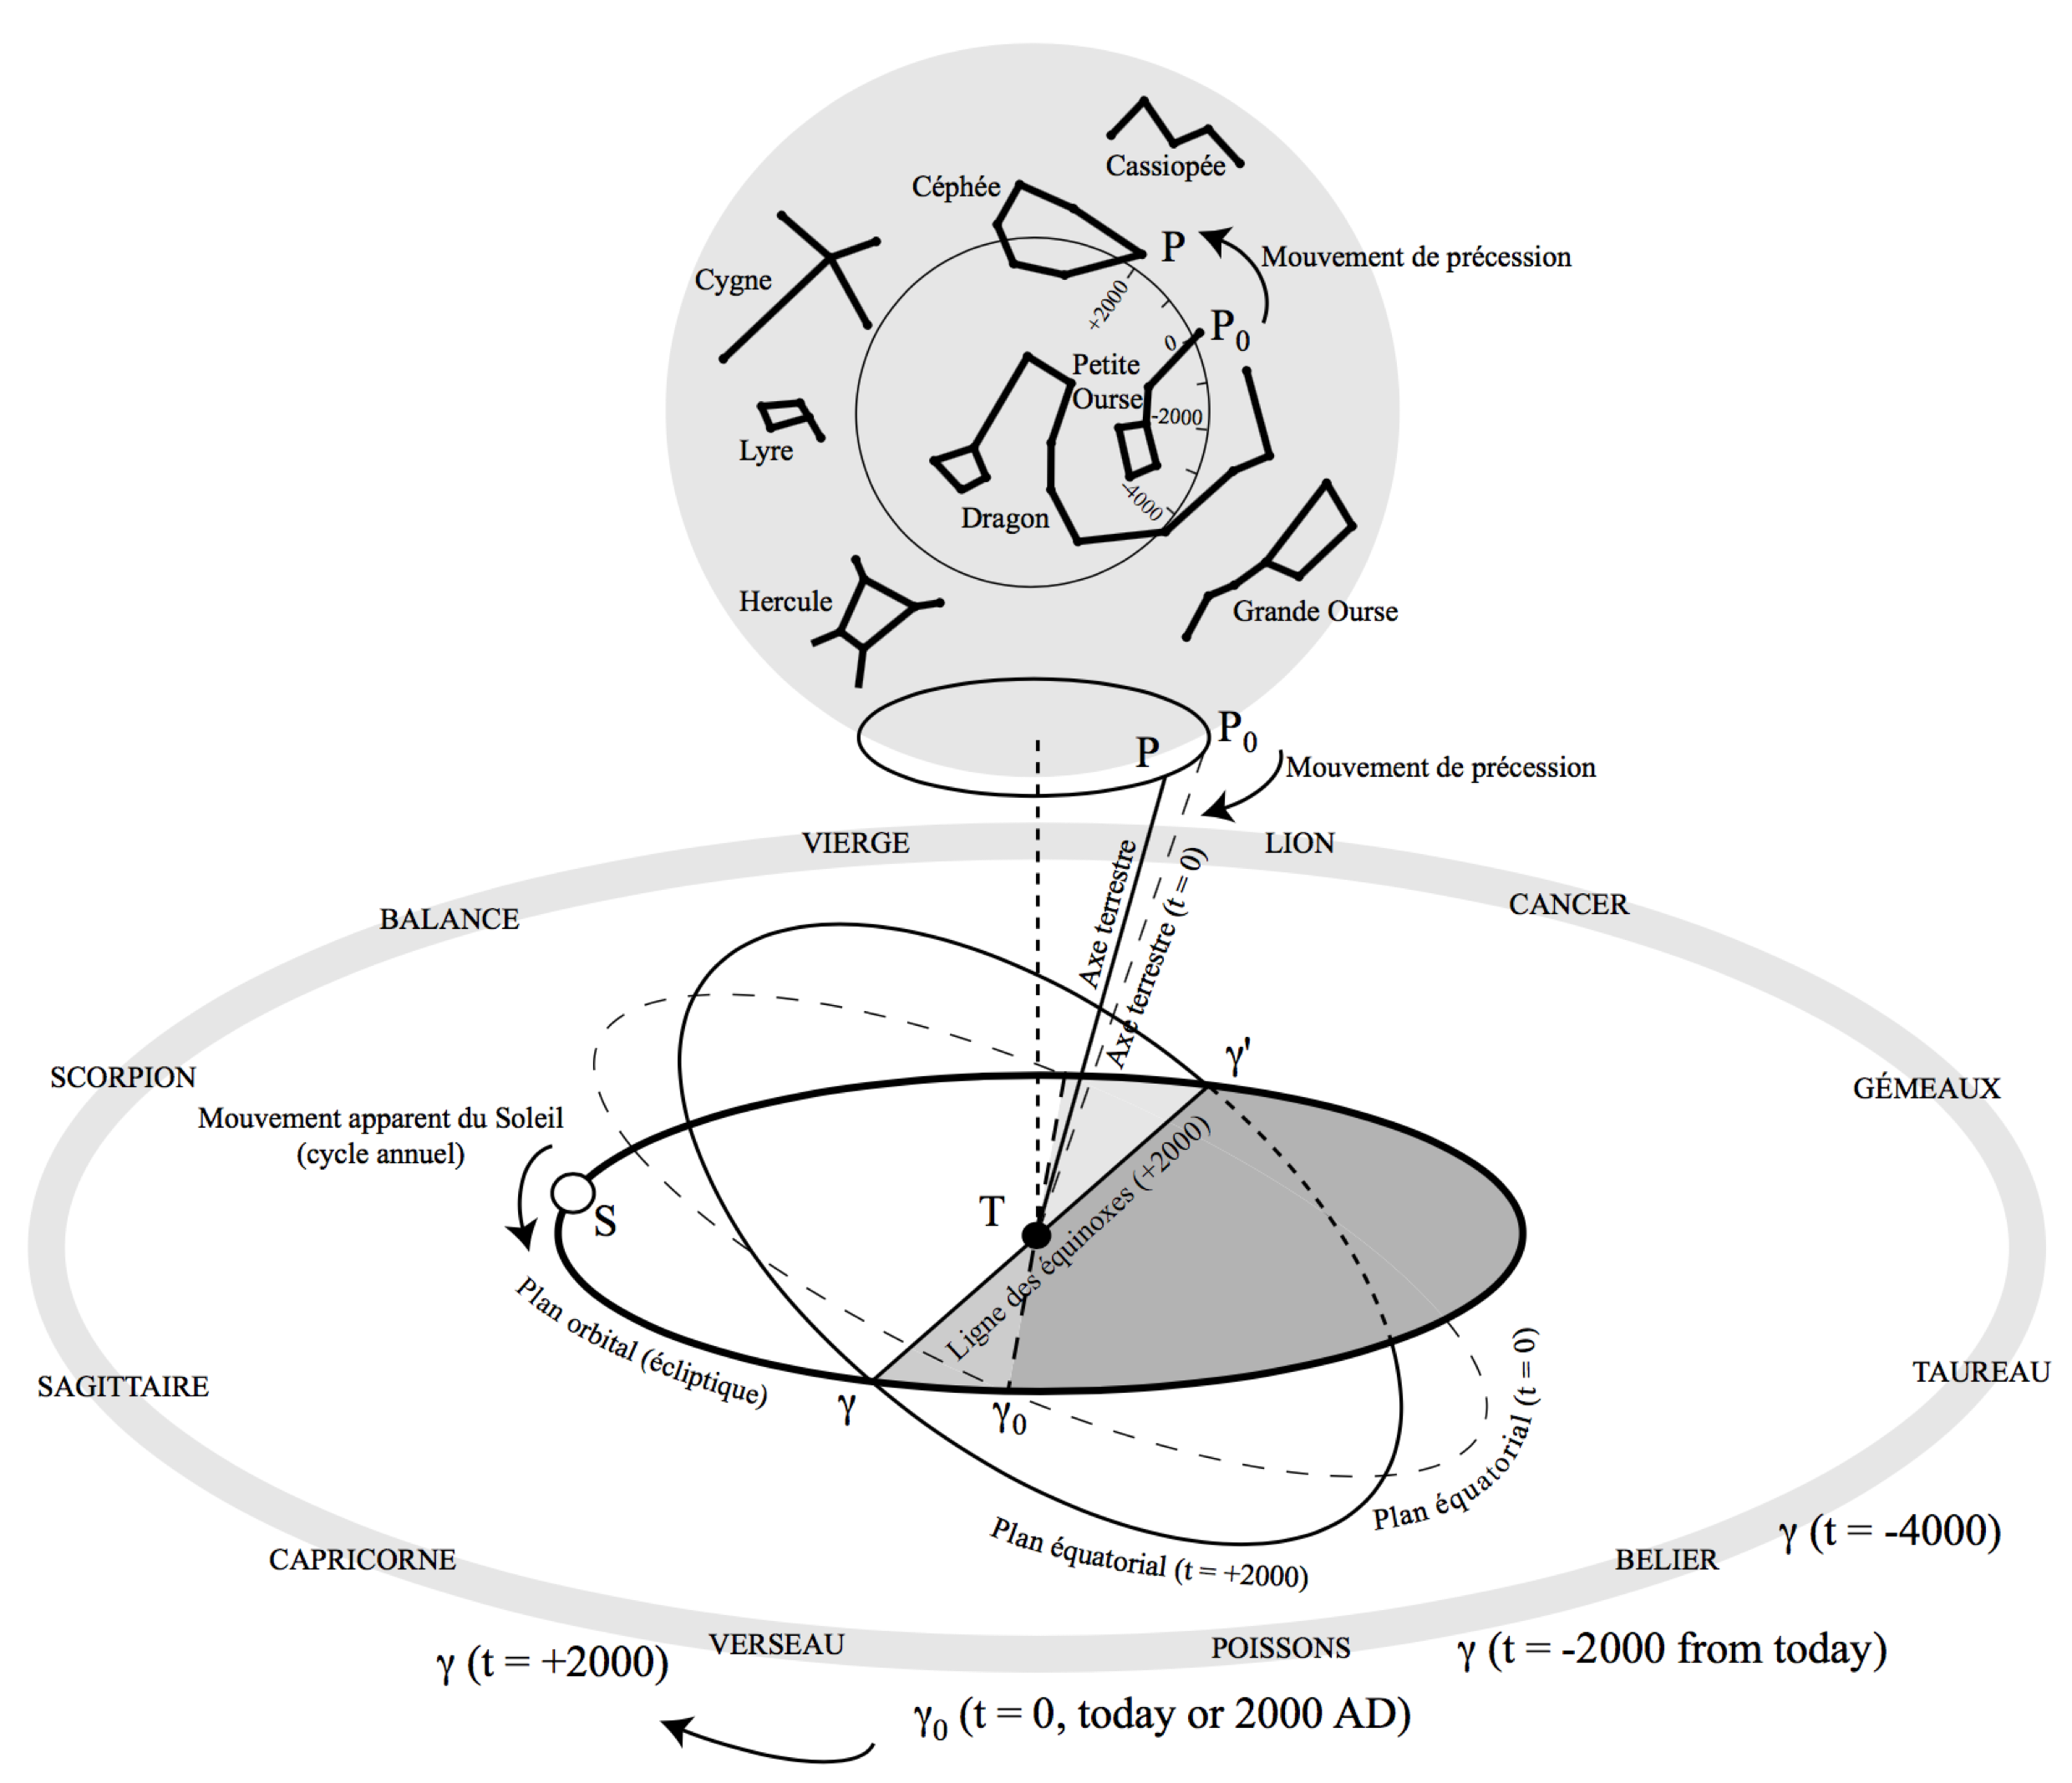 Cassiopée
Céphée
P
Mouvement de précession
Cygne
+2000
P0
0
Petite
Ourse
-2000
Lyre
-4000
Dragon
Hercule
Grande Ourse
P0
P
Mouvement de précession
VIERGE
LION
Axe terrestre
Axe terrestre (t = 0)
CANCER
BALANCE
γ'
SCORPION
GÉMEAUX
Mouvement apparent du Soleil
(cycle annuel)
S
T
Ligne des équinoxes (+2000)
Plan orbital (écliptique)
SAGITTAIRE
TAUREAU
γ
γ0
Plan équatorial (t = 0)
Plan équatorial (t = +2000)
γ (t = -4000)
CAPRICORNE
BELIER
VERSEAU
POISSONS
γ (t = -2000 from today)
γ (t = +2000)
γ0 (t = 0, today or 2000 AD)